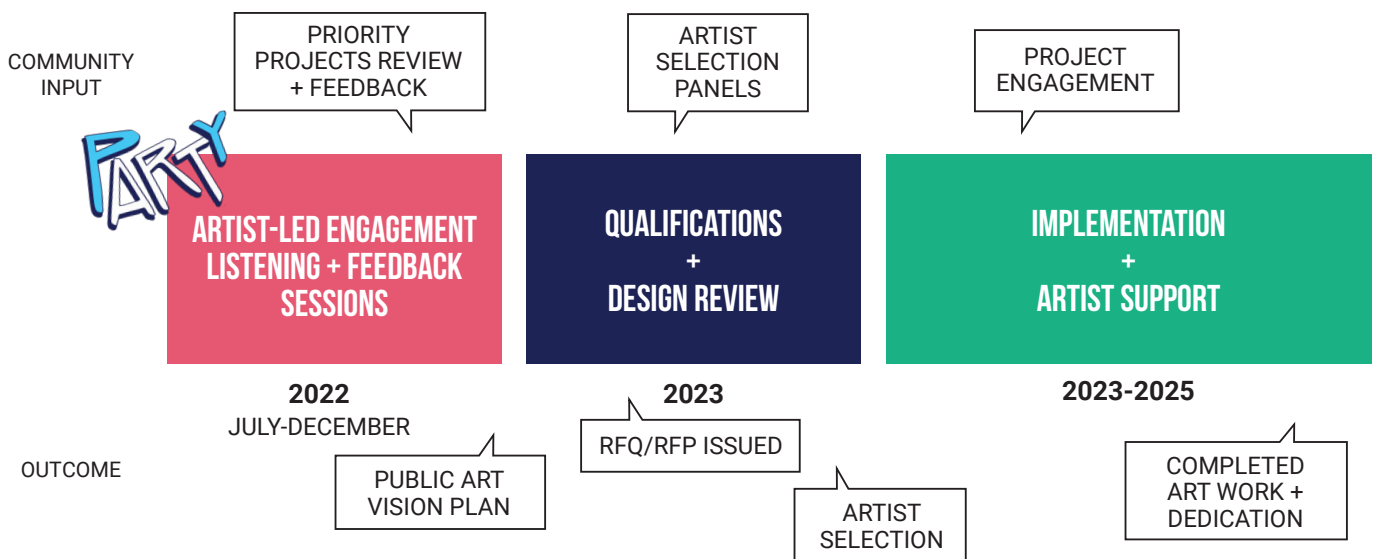 COMMUNITY
INPUT
PRIORITY
PROJECTS REVIEW
+ FEEDBACK
ARTIST
SELECTION
PANELS
PROJECT
ENGAGEMENT
PARTY
ARTIST-LED ENGAGEMENT
LISTENING + FEEDBACK
SESSIONS
QUALIFICATIONS
+
DESIGN REVIEW
IMPLEMENTATION
+
ARTIST SUPPORT
2022
JULY-DECEMBER
2023
2023-2025
OUTCOME
PUBLIC ART
VISION PLAN
RFQ/RFP ISSUED
ARTIST
SELECTION
COMPLETED
ART WORK +
DEDICATION